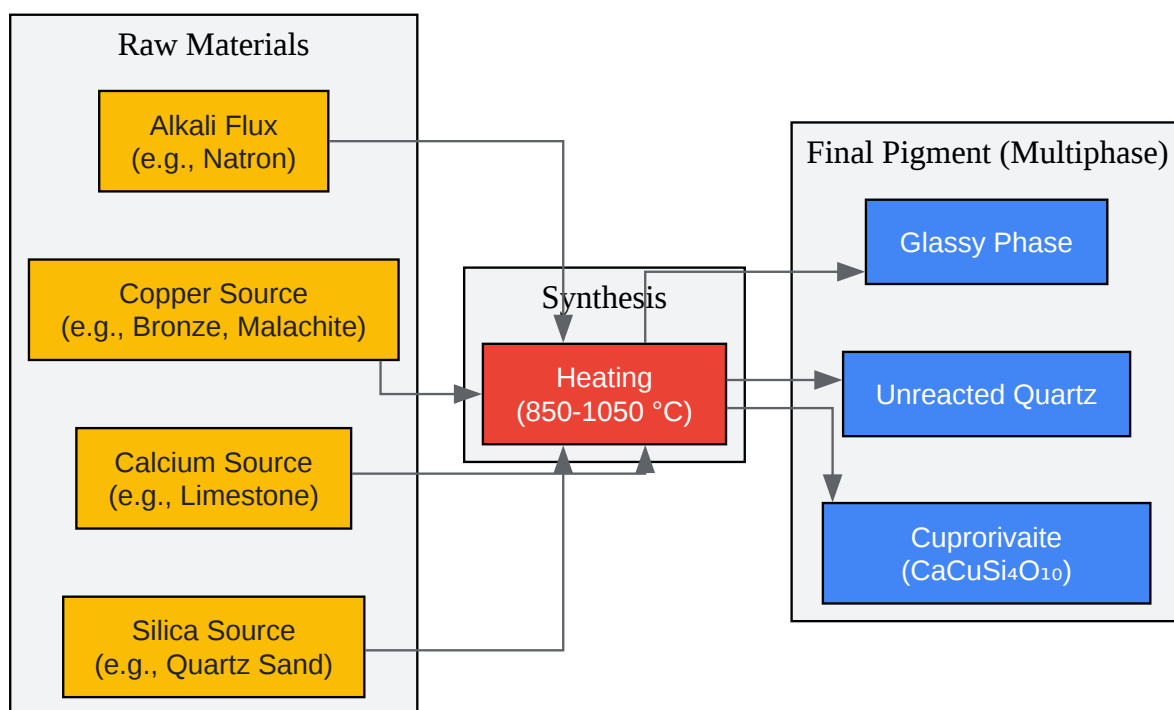 Raw Materials
Alkali Flux
(e.g., Natron)
Copper Source
(e.g., Bronze, Malachite)
Calcium Source
(e.g., Limestone)
Silica Source
(e.g., Quartz Sand)
Synthesis
Heating
(850-1050 °C)
Final Pigment (Multiphase)
Glassy Phase
Unreacted Quartz
Cuprorivaite
(CaCuSi₄O₁₀)